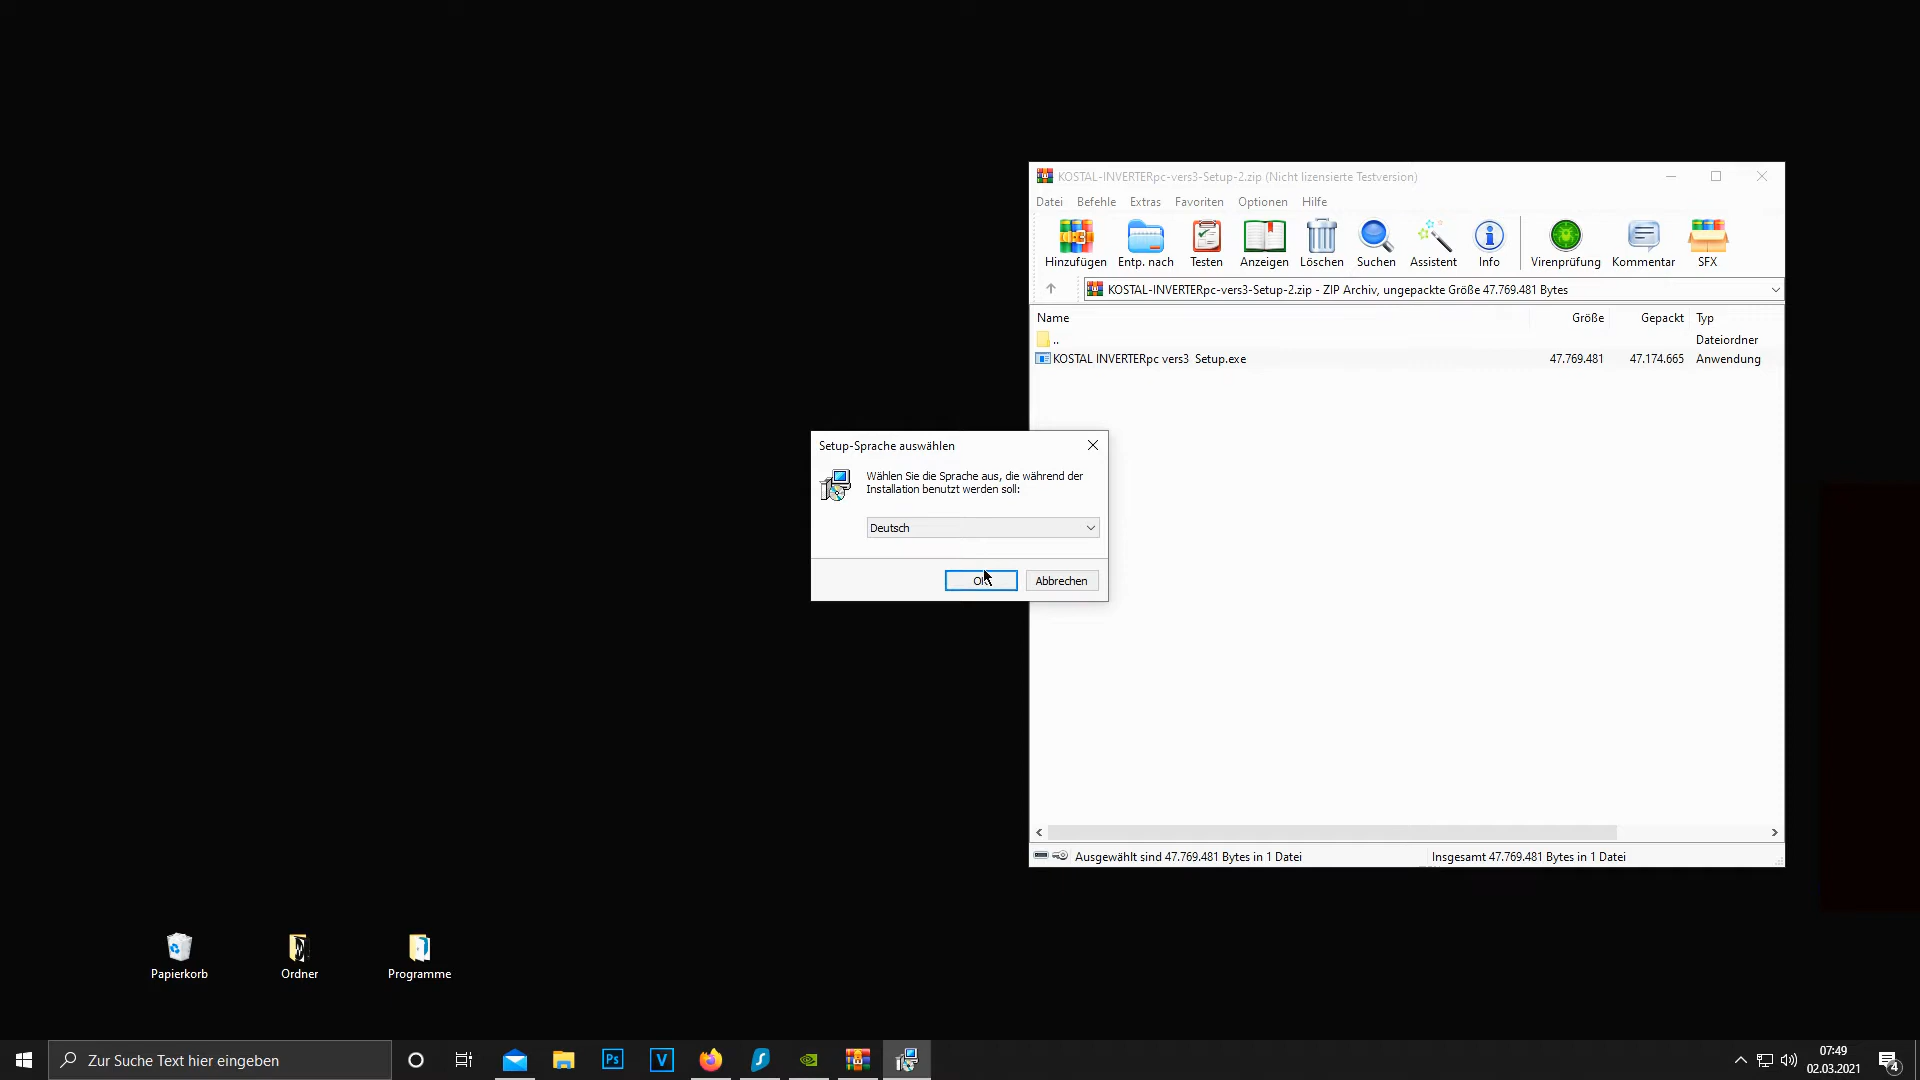 KOSTAL-INVERTERpc-vers3-Setup-2.zip (Nicht lizensierte Testversion)
Datei Befehle Extras Favoriten Optionen Hilfe
Hinzufügen Entp. nach Testen Anzeigen Löschen Suchen Assistent Info Virenprüfung Kommentar SFX
KOSTAL-INVERTERpc-vers3-Setup-2.zip - ZIP Archiv, ungepackte Größe 47.769.481 Bytes
Name Größe Gepackt Typ
.. Dateiordner
KOSTAL INVERTERpc vers3 Setup.exe 47.769.481 47.174.665 Anwendung
Setup-Sprache auswählen
Wählen Sie die Sprache aus, die während der
Installation benutzt werden soll:
Deutsch
OK Abbrechen
Ausgewählt sind 47.769.481 Bytes in 1 Datei Insgesamt 47.769.481 Bytes in 1 Datei
Papierkorb Ordner Programme
Zur Suche Text hier eingeben
Ps
V
07:49
02.03.2021
4